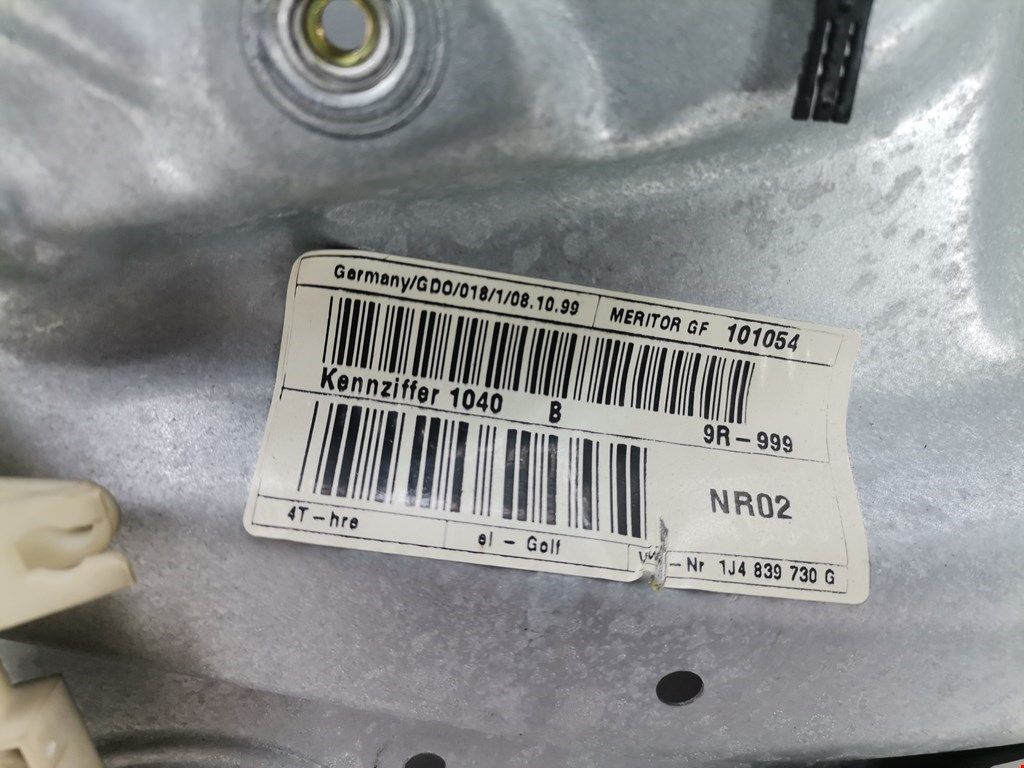 Germany/GDO/018/1/08.10.99 MERITOR GF 101054
Kennziffer 1040 B 9R-999
NR02
4T-hre el - Golf VW-Nr 1J4 839 730 G